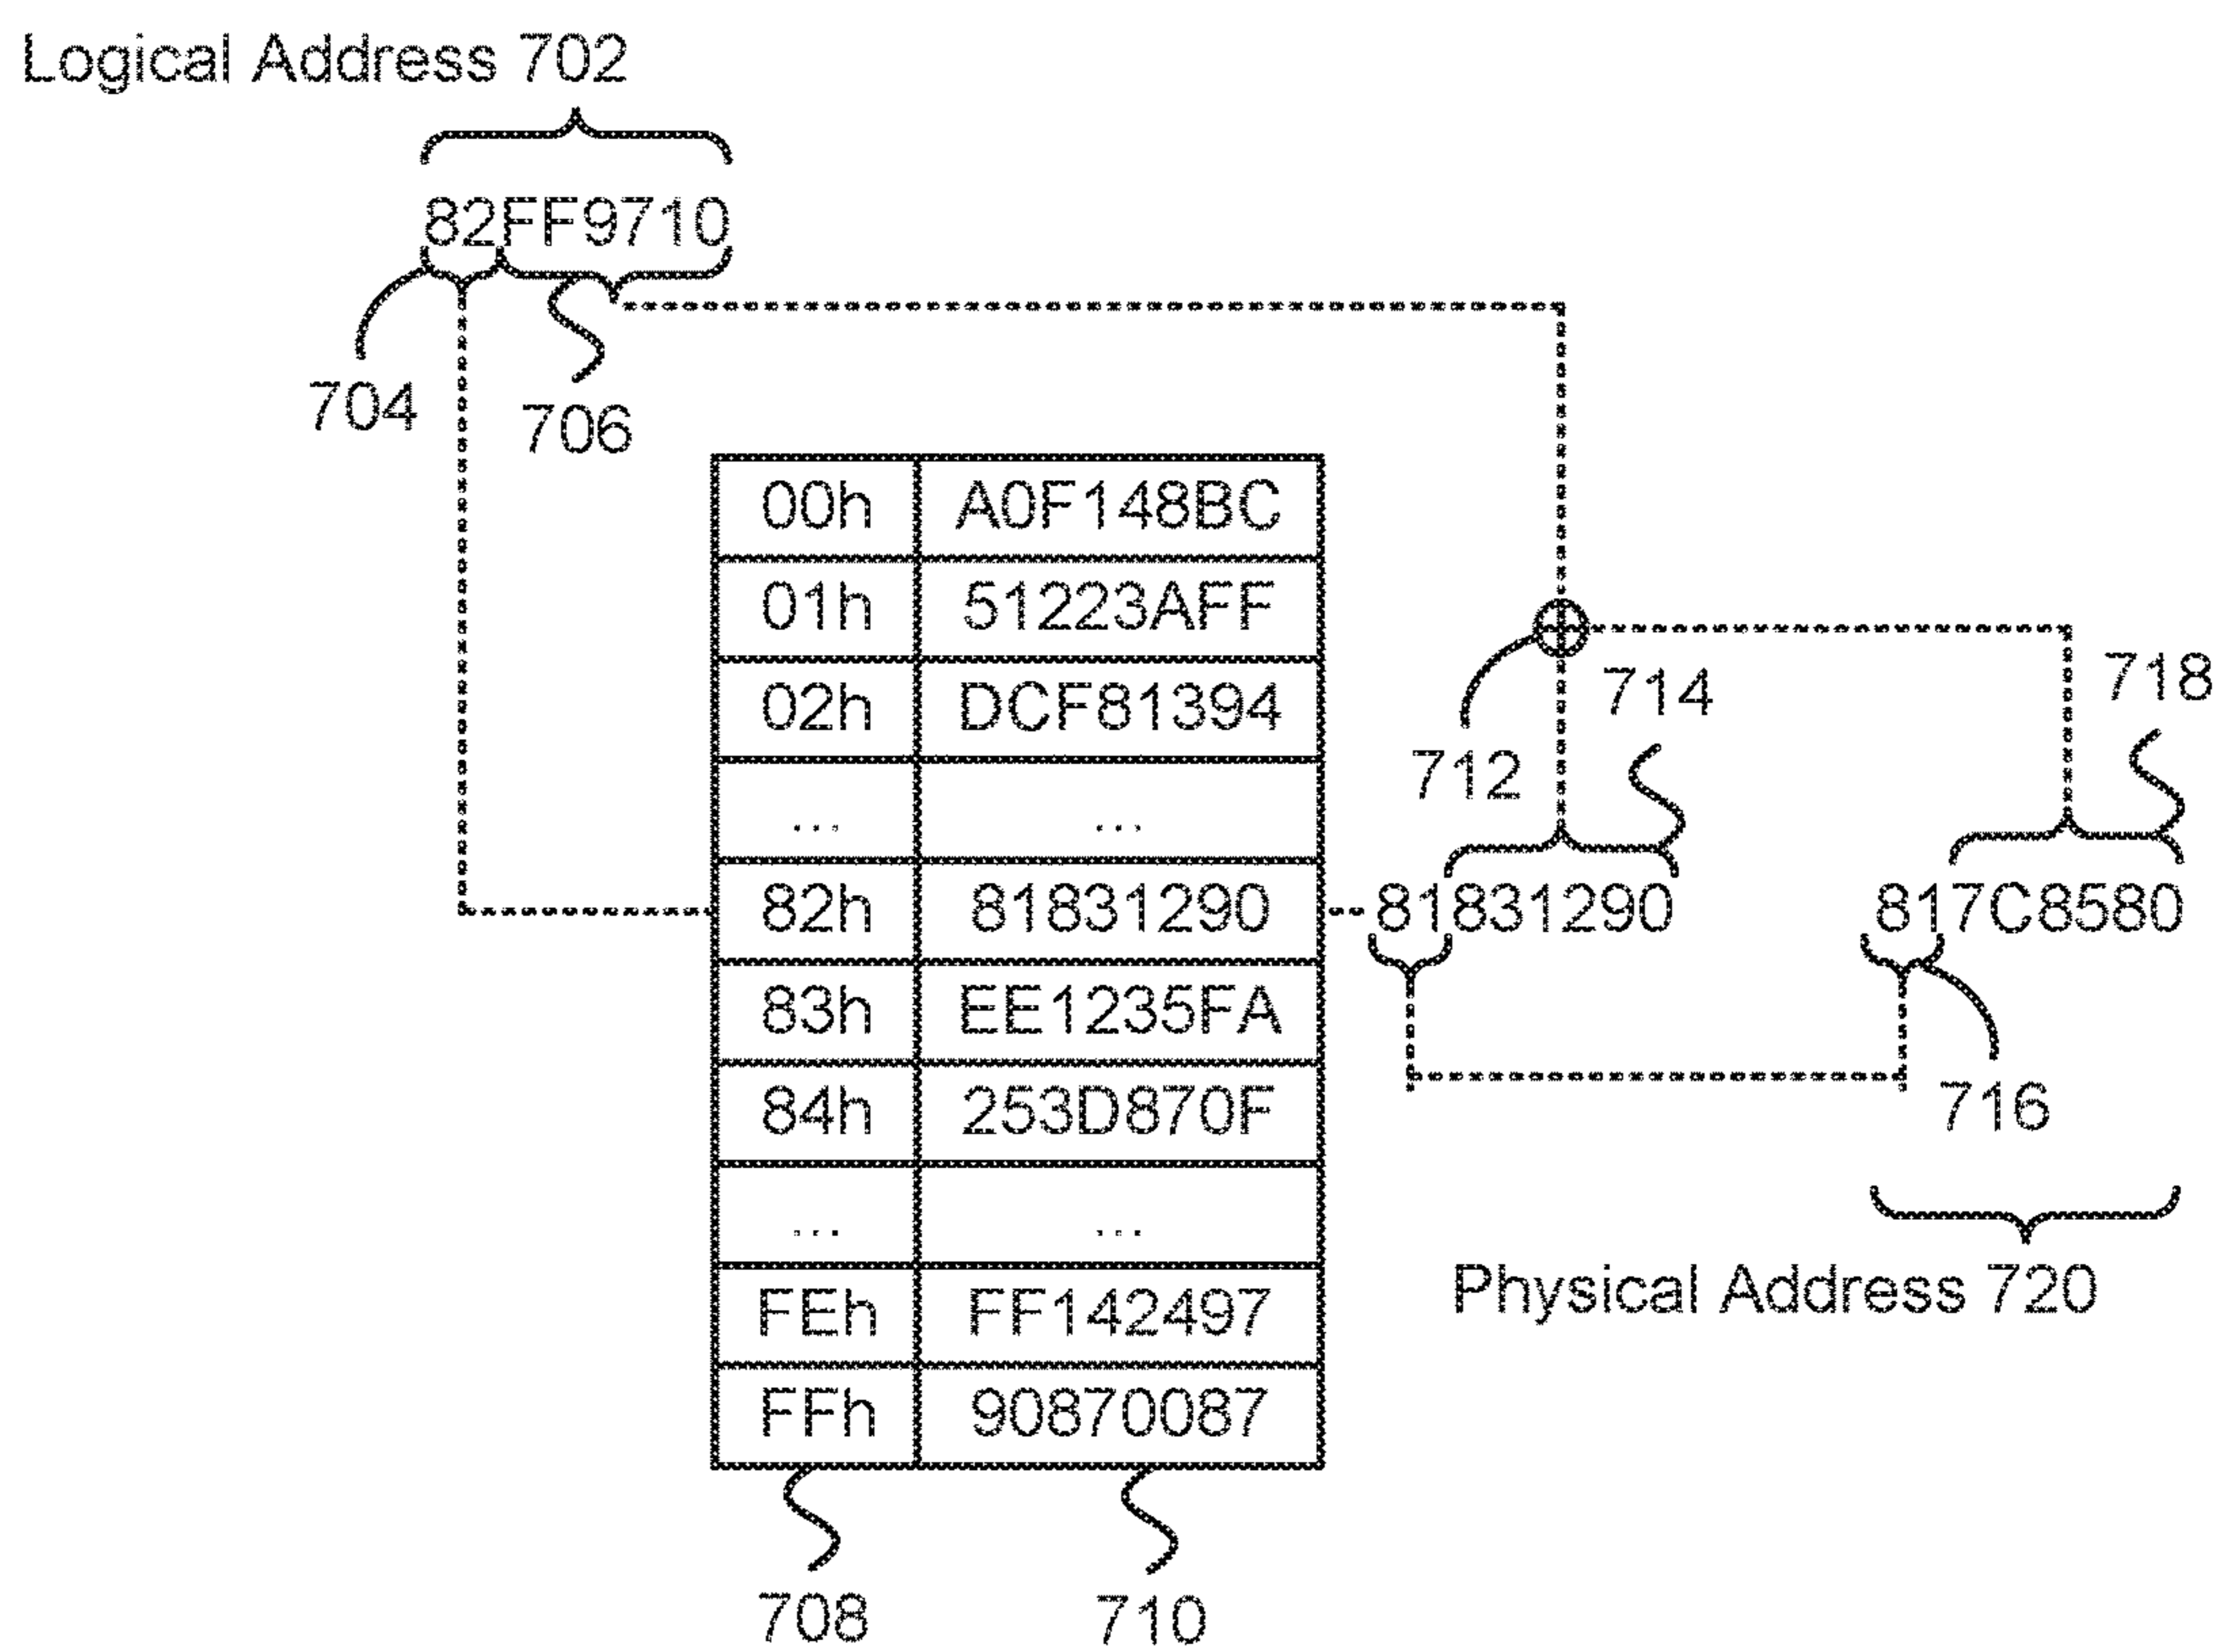 Logical Address 702
82FF9710
704
706
00h A0F148BC
01h 51223AFF
02h DCF81394
... ...
82h 81831290
83h EE1235FA
84h 253D870F
... ...
FEh FF142497
FFh 90870087
708
710
712
714
718
81831290
817C8580
716
Physical Address 720